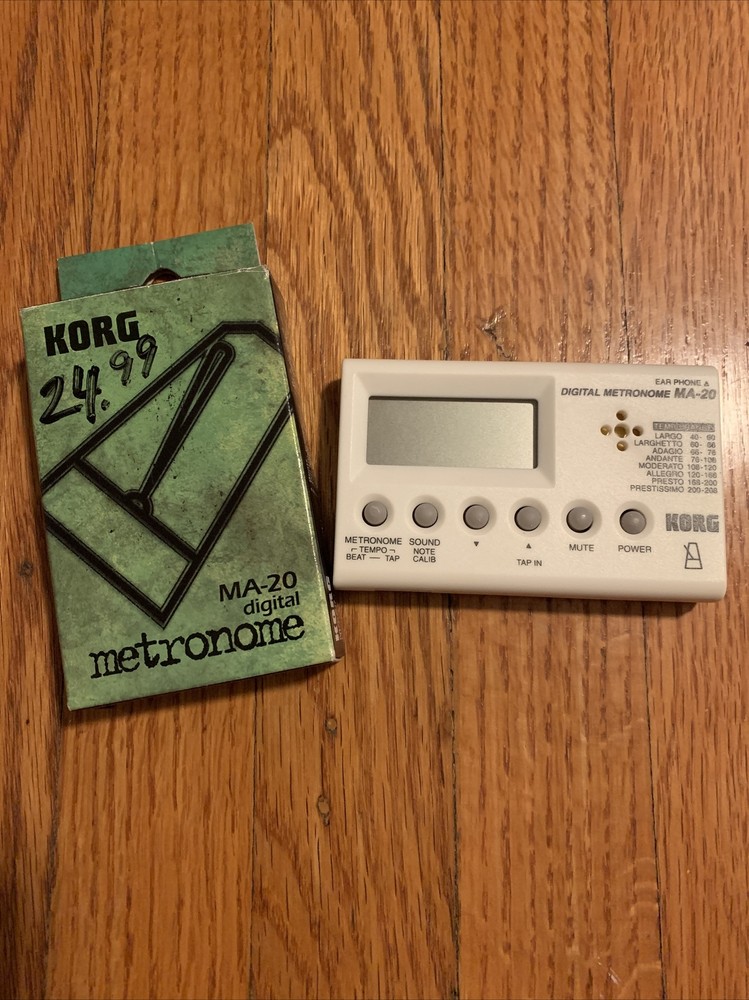 KORG
24.99
MA-20
digital
metronome
EAR PHONE
DIGITAL METRONOME MA-20
LARGO 40- 60
LARGHETTO 60- 66
ADAGIO 66- 76
ANDANTE 76-108
MODERATO 108-120
ALLEGRO 120-168
PRESTO 168-200
PRESTISSIMO 200-208
KORG
METRONOME SOUND ▼ ▲ MUTE POWER
TEMPO NOTE
BEAT — TAP CALIB TAP IN